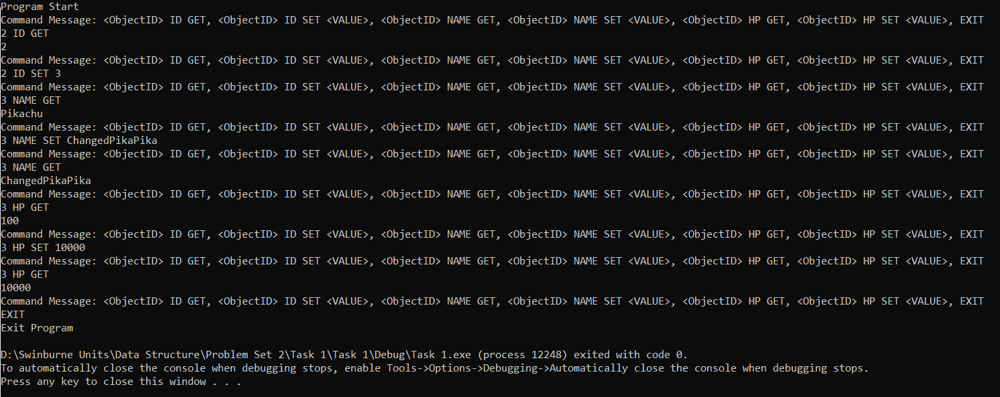 Program Start
Command Message: <ObjectID> ID GET, <ObjectID> ID SET <VALUE>, <ObjectID> NAME GET, <ObjectID> NAME SET <VALUE>, <ObjectID> HP GET, <ObjectID> HP SET <VALUE>, EXIT
2 ID GET
2
Command Message: <ObjectID> ID GET, <ObjectID> ID SET <VALUE>, <ObjectID> NAME GET, <ObjectID> NAME SET <VALUE>, <ObjectID> HP GET, <ObjectID> HP SET <VALUE>, EXIT
2 ID SET 3
Command Message: <ObjectID> ID GET, <ObjectID> ID SET <VALUE>, <ObjectID> NAME GET, <ObjectID> NAME SET <VALUE>, <ObjectID> HP GET, <ObjectID> HP SET <VALUE>, EXIT
3 NAME GET
Pikachu
Command Message: <ObjectID> ID GET, <ObjectID> ID SET <VALUE>, <ObjectID> NAME GET, <ObjectID> NAME SET <VALUE>, <ObjectID> HP GET, <ObjectID> HP SET <VALUE>, EXIT
3 NAME SET ChangedPikaPika
Command Message: <ObjectID> ID GET, <ObjectID> ID SET <VALUE>, <ObjectID> NAME GET, <ObjectID> NAME SET <VALUE>, <ObjectID> HP GET, <ObjectID> HP SET <VALUE>, EXIT
3 NAME GET
ChangedPikaPika
Command Message: <ObjectID> ID GET, <ObjectID> ID SET <VALUE>, <ObjectID> NAME GET, <ObjectID> NAME SET <VALUE>, <ObjectID> HP GET, <ObjectID> HP SET <VALUE>, EXIT
3 HP GET
100
Command Message: <ObjectID> ID GET, <ObjectID> ID SET <VALUE>, <ObjectID> NAME GET, <ObjectID> NAME SET <VALUE>, <ObjectID> HP GET, <ObjectID> HP SET <VALUE>, EXIT
3 HP SET 10000
Command Message: <ObjectID> ID GET, <ObjectID> ID SET <VALUE>, <ObjectID> NAME GET, <ObjectID> NAME SET <VALUE>, <ObjectID> HP GET, <ObjectID> HP SET <VALUE>, EXIT
3 HP GET
10000
Command Message: <ObjectID> ID GET, <ObjectID> ID SET <VALUE>, <ObjectID> NAME GET, <ObjectID> NAME SET <VALUE>, <ObjectID> HP GET, <ObjectID> HP SET <VALUE>, EXIT
EXIT
Exit Program
D:\Swinburne Units\Data Structure\Problem Set 2\Task 1\Task 1\Debug\Task 1.exe (process 12248) exited with code 0.
To automatically close the console when debugging stops, enable Tools->Options->Debugging->Automatically close the console when debugging stops.
Press any key to close this window . . .